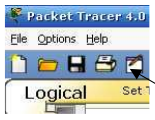 Packet Tracer 4.0
File Options Help
Logical Set T